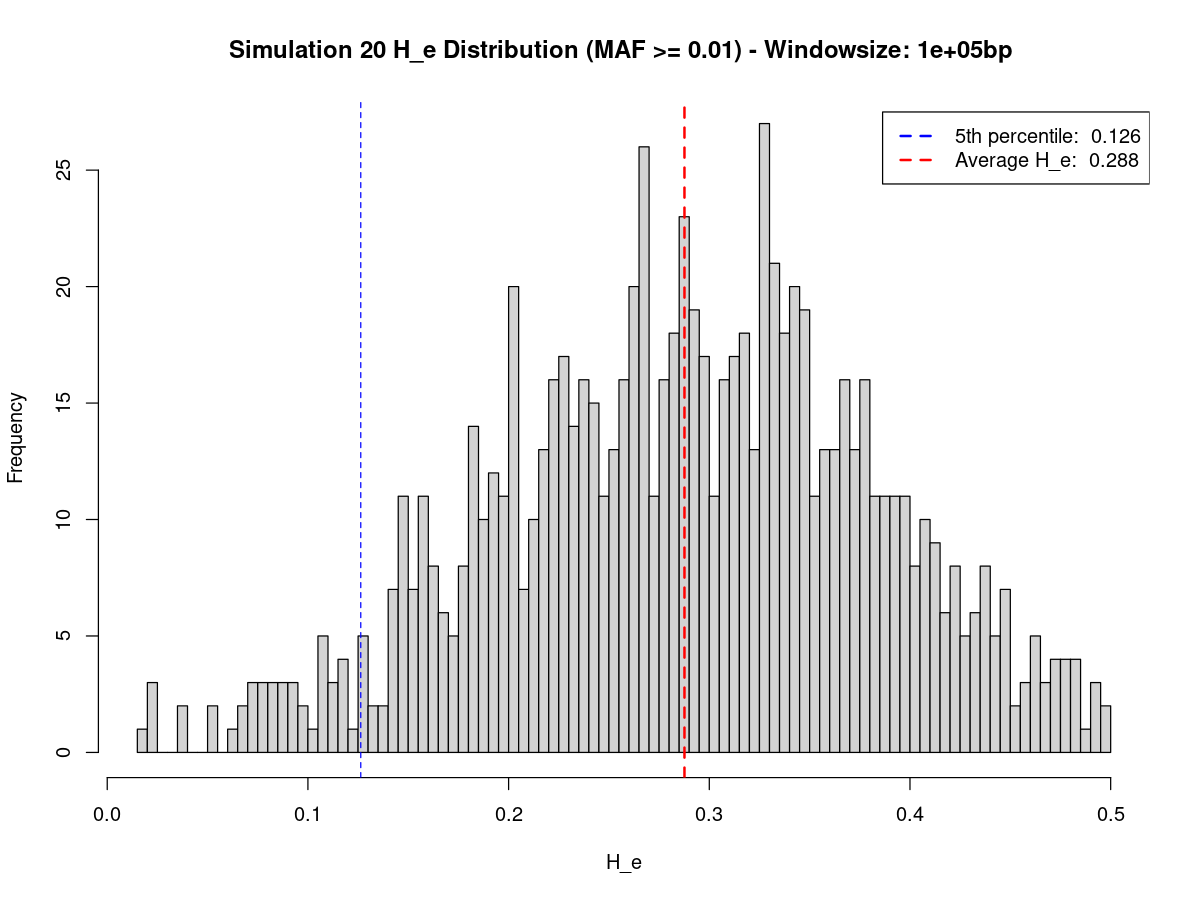 Simulation 20 H_e Distribution (MAF >= 0.01) - Windowsize: 1e+05bp
5th percentile: 0.126
Average H_e: 0.288
Frequency
25
20
15
10
5
0
0.0 0.1 0.2 0.3 0.4 0.5
H_e